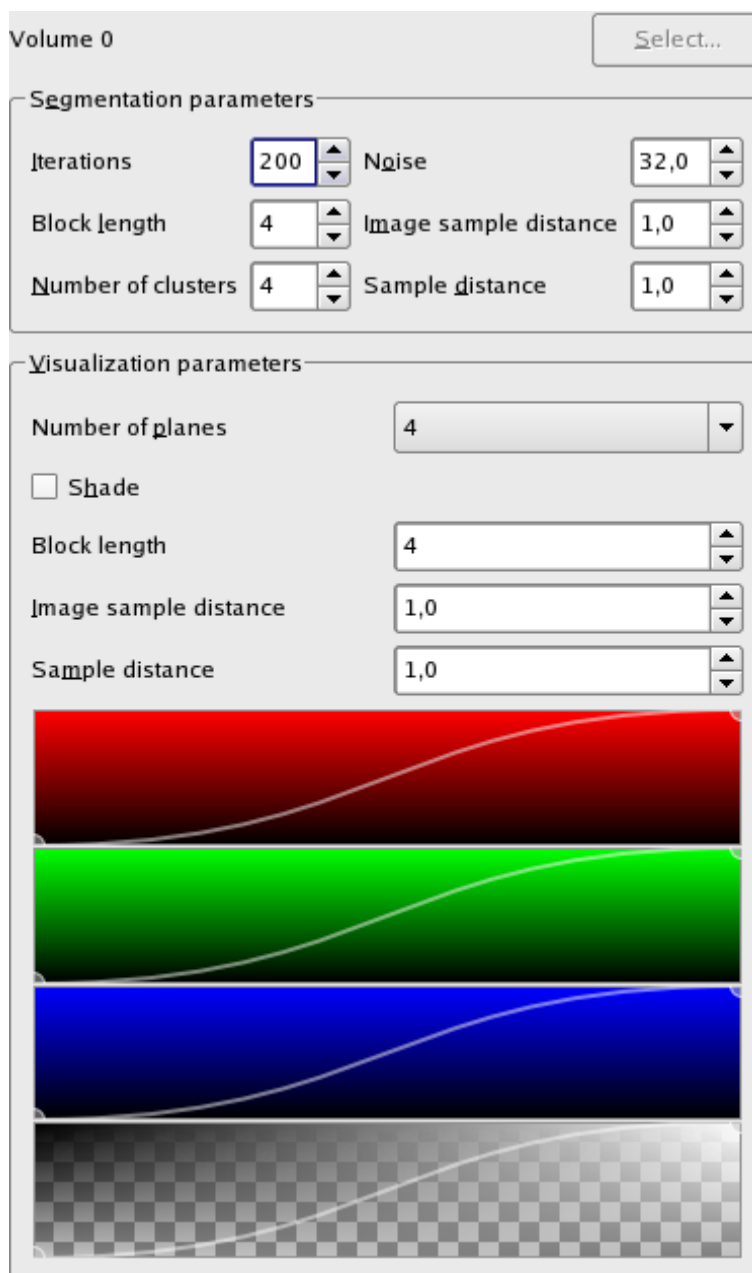 Volume 0 Select...
Segmentation parameters
Iterations 200 Noise 32,0
Block length 4 Image sample distance 1,0
Number of clusters 4 Sample distance 1,0
Visualization parameters
Number of planes 4
Shade
Block length 4
Image sample distance 1,0
Sample distance 1,0